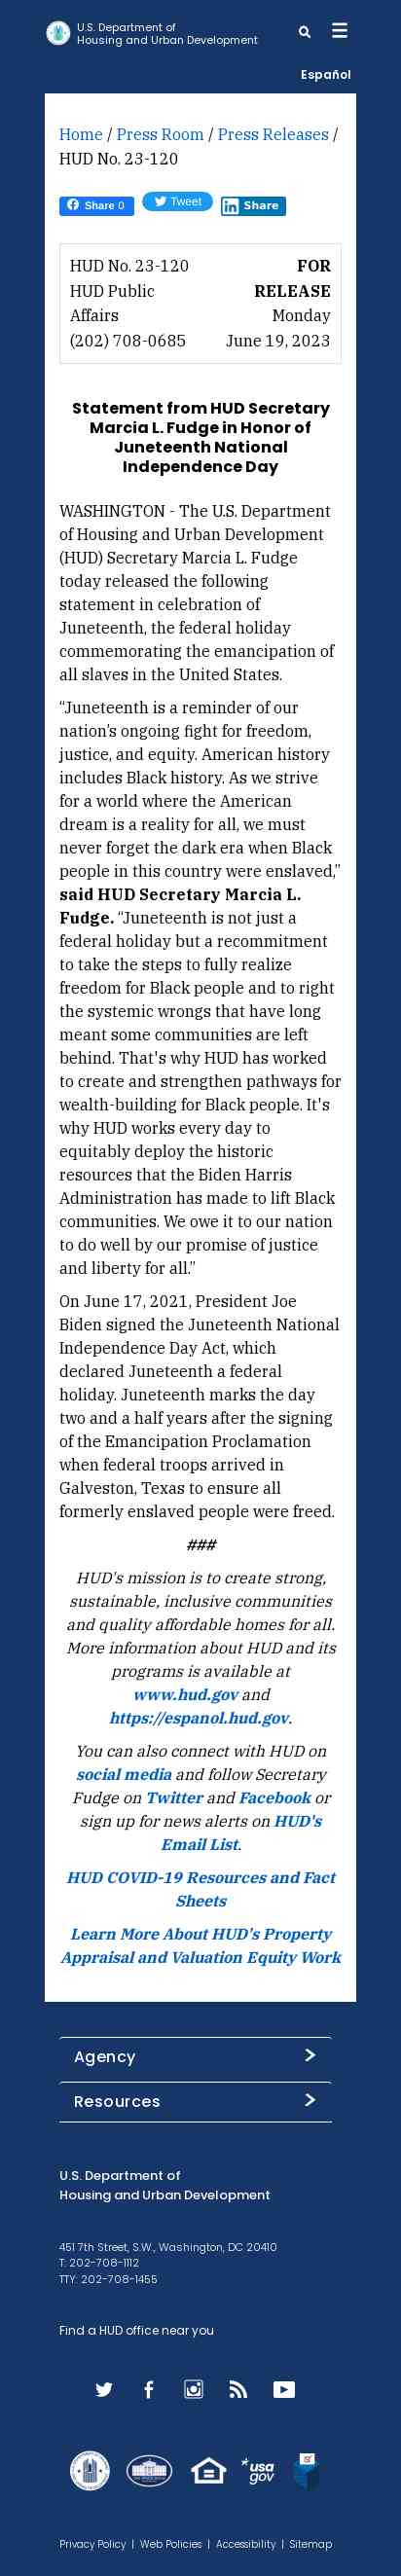 U.S. Department of
Housing and Urban Development
Español
Home / Press Room / Press Releases /
HUD No. 23-120
Share 0
Tweet
in Share
HUD No. 23-120
HUD Public
Affairs
(202) 708-0685
FOR
RELEASE
Monday
June 19, 2023
Statement from HUD Secretary
Marcia L. Fudge in Honor of
Juneteenth National
Independence Day
WASHINGTON - The U.S. Department
of Housing and Urban Development
(HUD) Secretary Marcia L. Fudge
today released the following
statement in celebration of
Juneteenth, the federal holiday
commemorating the emancipation of
all slaves in the United States.
“Juneteenth is a reminder of our
nation’s ongoing fight for freedom,
justice, and equity. American history
includes Black history. As we strive
for a world where the American
dream is a reality for all, we must
never forget the dark era when Black
people in this country were enslaved,”
said HUD Secretary Marcia L.
Fudge. “Juneteenth is not just a
federal holiday but a recommitment
to take the steps to fully realize
freedom for Black people and to right
the systemic wrongs that have long
meant some communities are left
behind. That's why HUD has worked
to create and strengthen pathways for
wealth-building for Black people. It's
why HUD works every day to
equitably deploy the historic
resources that the Biden Harris
Administration has made to lift Black
communities. We owe it to our nation
to do well by our promise of justice
and liberty for all.”
On June 17, 2021, President Joe
Biden signed the Juneteenth National
Independence Day Act, which
declared Juneteenth a federal
holiday. Juneteenth marks the day
two and a half years after the signing
of the Emancipation Proclamation
when federal troops arrived in
Galveston, Texas to ensure all
formerly enslaved people were freed.
###
HUD's mission is to create strong,
sustainable, inclusive communities
and quality affordable homes for all.
More information about HUD and its
programs is available at
www.hud.gov and
https://espanol.hud.gov.
You can also connect with HUD on
social media and follow Secretary
Fudge on Twitter and Facebook or
sign up for news alerts on HUD's
Email List.
HUD COVID-19 Resources and Fact
Sheets
Learn More About HUD's Property
Appraisal and Valuation Equity Work
Agency
Resources
U.S. Department of
Housing and Urban Development
451 7th Street, S.W., Washington, DC 20410
T: 202-708-1112
TTY: 202-708-1455
Find a HUD office near you
usa
gov
Privacy Policy | Web Policies | Accessibility | Sitemap